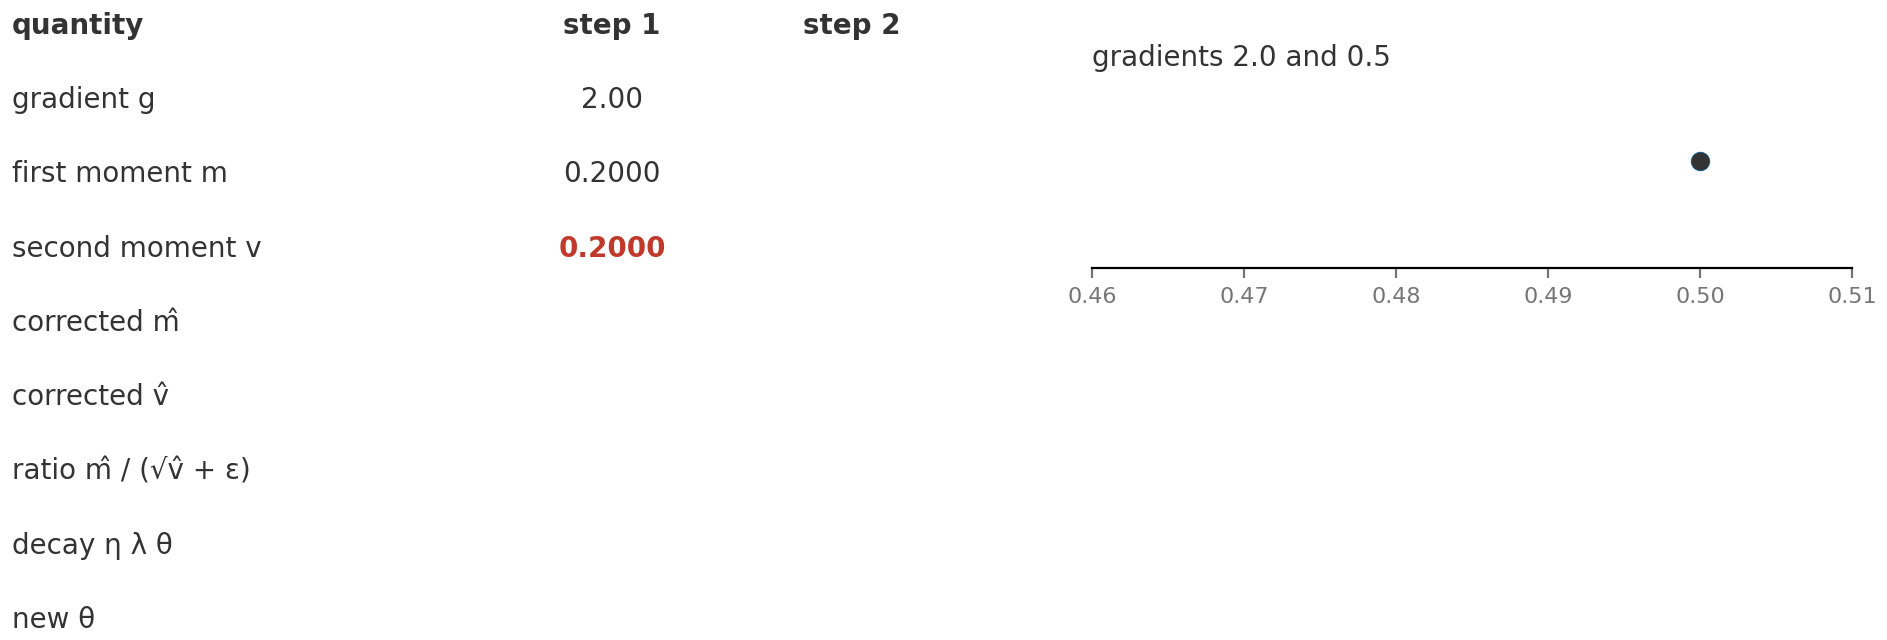 quantity step 1 step 2
gradient g 2.00
first moment m 0.2000
second moment v 0.2000
corrected m̂
corrected v̂
ratio m̂ / (√v̂ + ε)
decay η λ θ
new θ
gradients 2.0 and 0.5
0.46 0.47 0.48 0.49 0.50 0.51